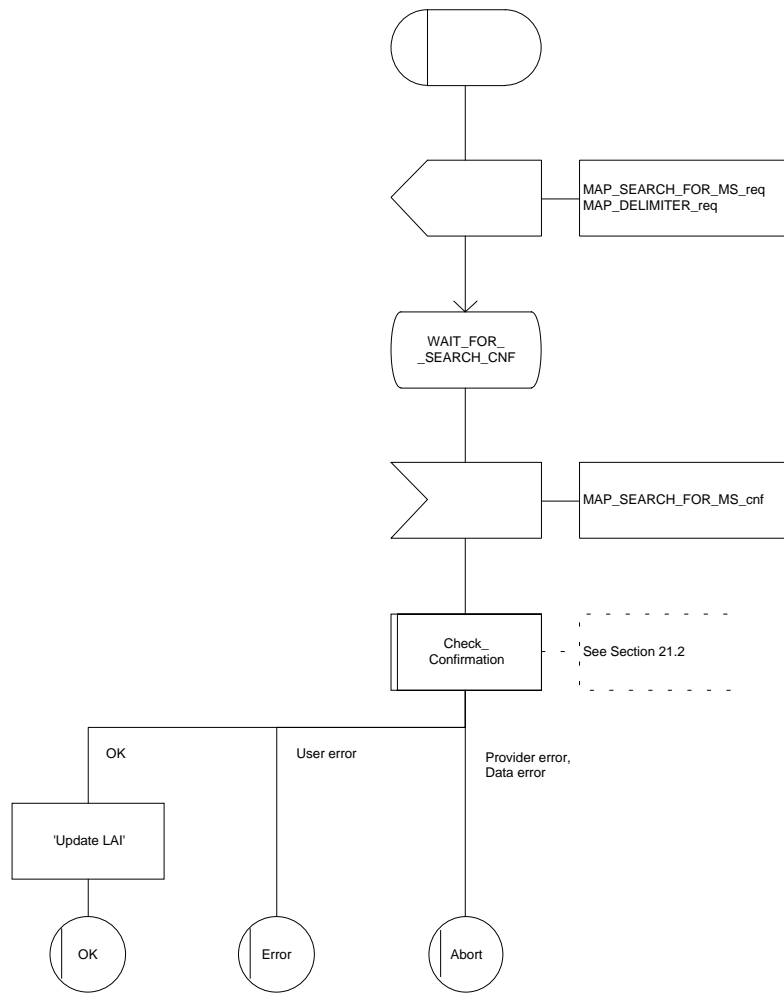 MAP_SEARCH_FOR_MS_req
MAP_DELIMITER_req
WAIT_FOR_
_SEARCH_CNF
MAP_SEARCH_FOR_MS_cnf
Check_
Confirmation
See Section 21.2
OK
User error
Provider error,
Data error
'Update LAI'
OK
Error
Abort